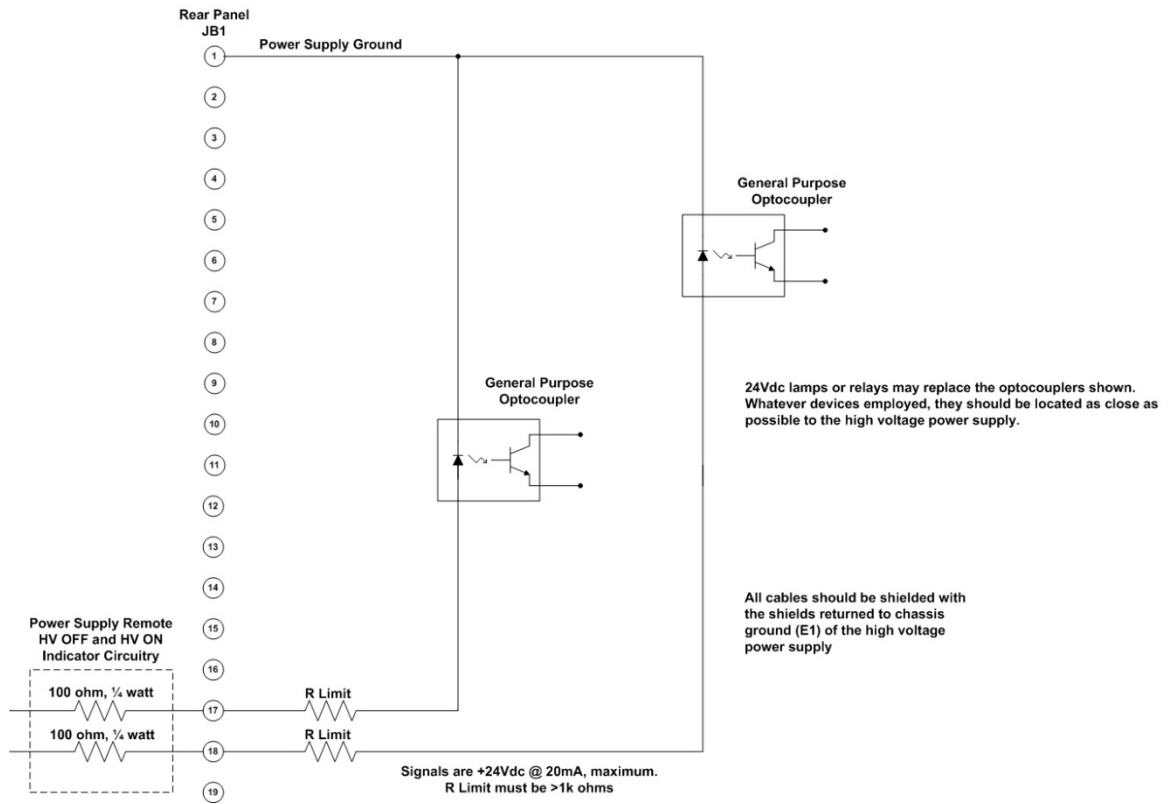 Rear Panel
JB1
Power Supply Ground
1
2
3
4
5
6
7
8
9
10
11
12
13
14
15
16
17
18
19
General Purpose
Optocoupler
General Purpose
Optocoupler
24Vdc lamps or relays may replace the optocouplers shown.
Whatever devices employed, they should be located as close as
possible to the high voltage power supply.
All cables should be shielded with
the shields returned to chassis
ground (E1) of the high voltage
power supply
Power Supply Remote
HV OFF and HV ON
Indicator Circuitry
100 ohm, ¼ watt
R Limit
100 ohm, ¼ watt
R Limit
Signals are +24Vdc @ 20mA, maximum.
R Limit must be >1k ohms